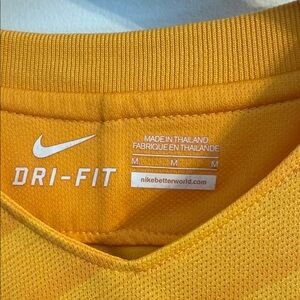 DRI-FIT
MADE IN THAILAND
FABRIQUE EN THAILANDE
M M M
nikebetterworld.com